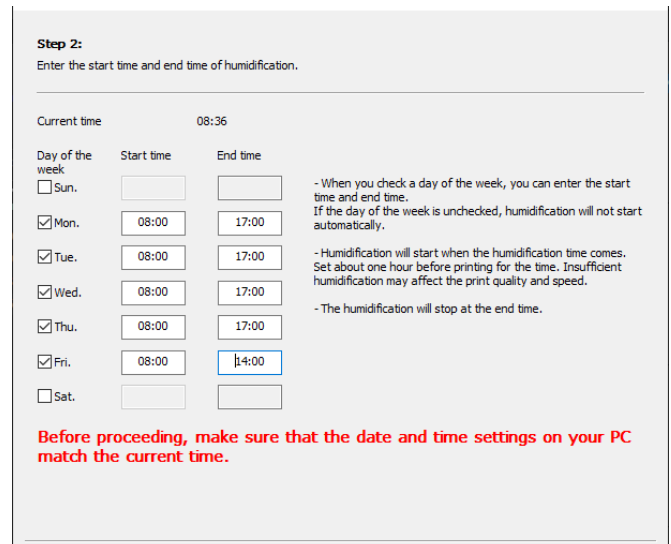 Step 2:
Enter the start time and end time of humidification.
Current time 08:36
Day of the week Start time End time
Sun.
Mon. 08:00 17:00
Tue. 08:00 17:00
Wed. 08:00 17:00
Thu. 08:00 17:00
Fri. 08:00 14:00
Sat.
- When you check a day of the week, you can enter the start
time and end time.
If the day of the week is unchecked, humidification will not start
automatically.
- Humidification will start when the humidification time comes.
Set about one hour before printing for the time. Insufficient
humidification may affect the print quality and speed.
- The humidification will stop at the end time.
Before proceeding, make sure that the date and time settings on your PC
match the current time.